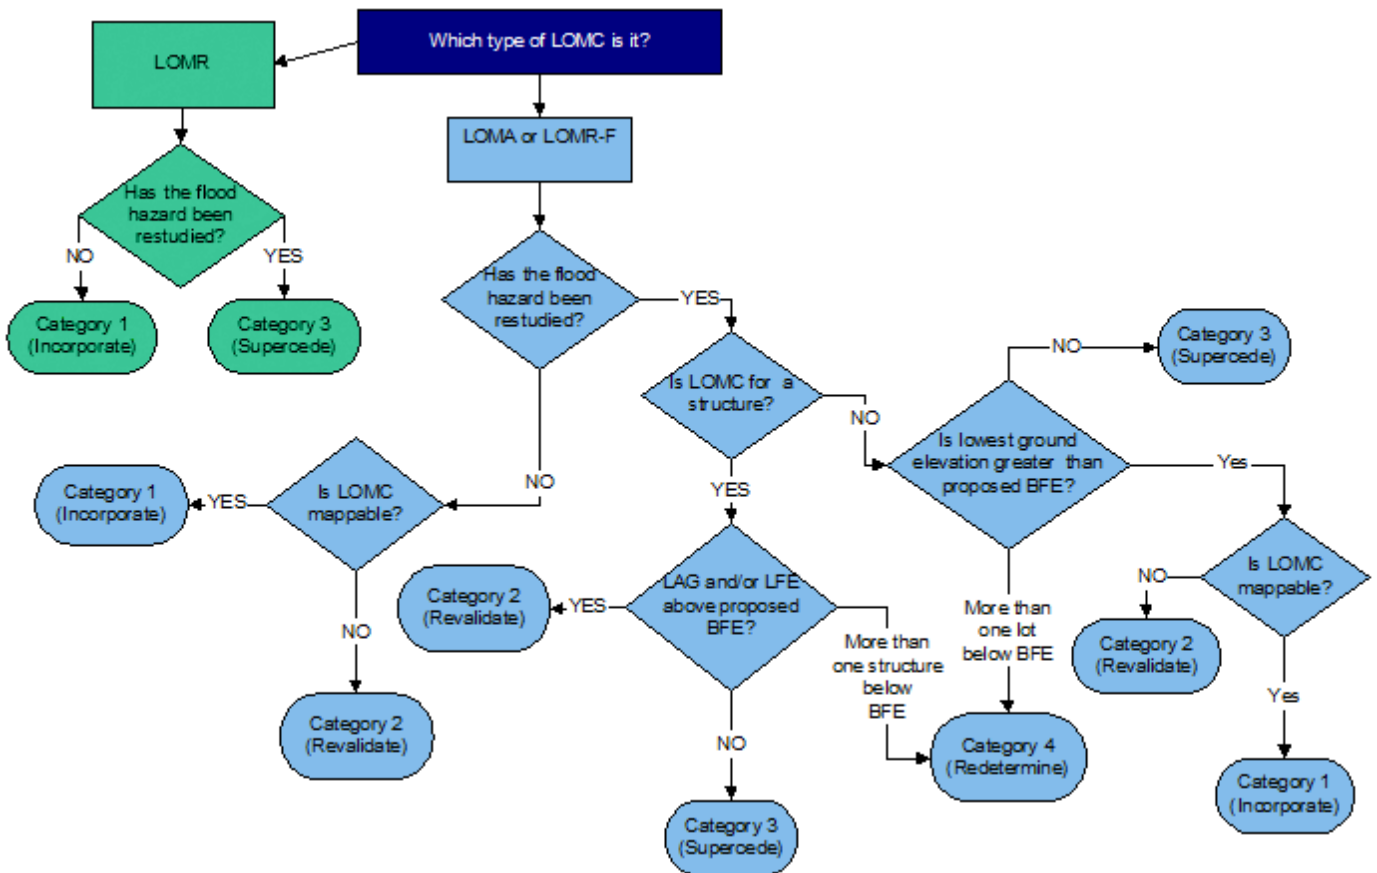 Which type of LOMC is it?
LOMR
LOMA or LOMR-F
Has the flood
hazard been
restudied?
NO
YES
Category 1
(Incorporate)
Category 3
(Supercede)
Has the flood
hazard been
restudied?
YES
NO
Is LOMC for a
structure?
NO
YES
Is lowest ground
elevation greater than
proposed BFE?
NO
Category 3
(Supercede)
Yes
More than
one lot
below BFE
Is LOMC
mappable?
NO
Category 2
(Revalidate)
Yes
Category 1
(Incorporate)
Is LOMC
mappable?
YES
Category 1
(Incorporate)
NO
Category 2
(Revalidate)
LAG and/or LFE
above proposed
BFE?
YES
Category 2
(Revalidate)
More than
one structure
below
BFE
Category 4
(Redetermine)
NO
Category 3
(Supercede)